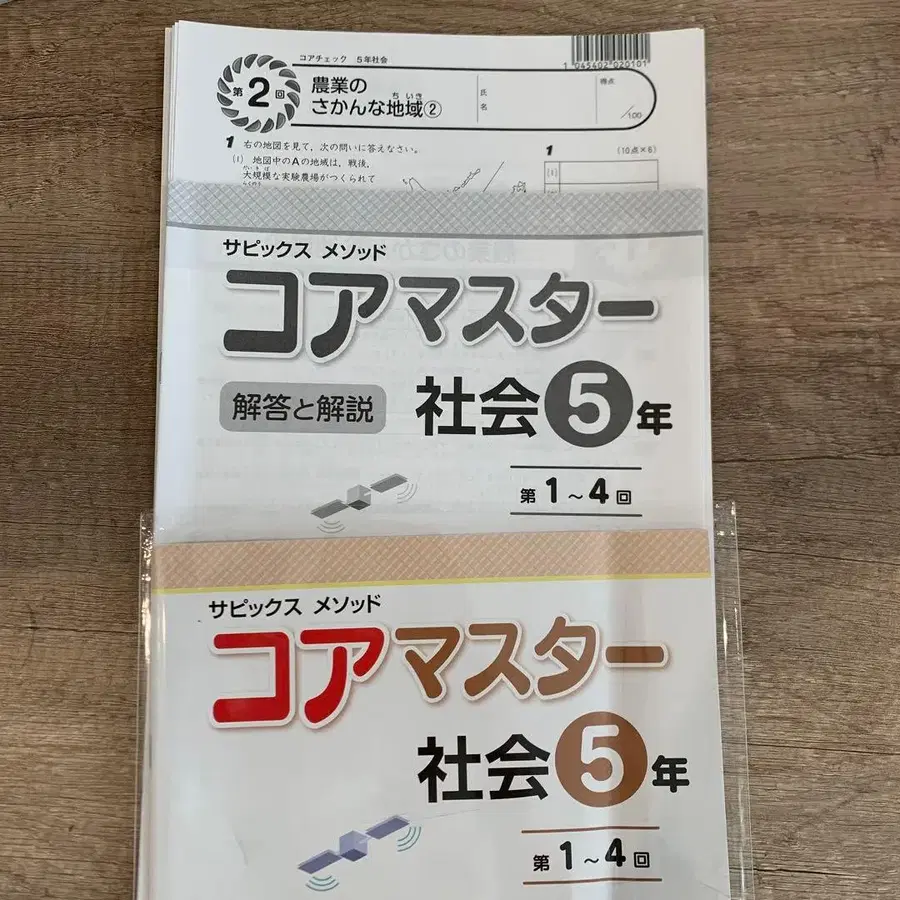 コアチェック 5年社会
1045402020101
第2回
農業の
さかんな地域②
ちいき
氏名
得点
/100
1 右の地図を見て,次の問いに答えなさい。
(1) 地図中のAの地域は,戦後,
大規模な実験農場がつくられて
1
(10点×6)
(1)
サピックス メソッド
コアマスター
解答と解説
社会5年
第1~4回
サピックス メソッド
コアマスター
社会5年
第1~4回